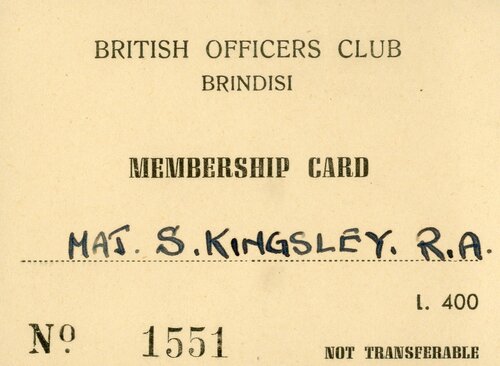 BRITISH OFFICERS CLUB
BRINDISI
MEMBERSHIP CARD
MAJ. S. KINGSLEY. R.A.
l. 400
Nº 1551
NOT TRANSFERABLE